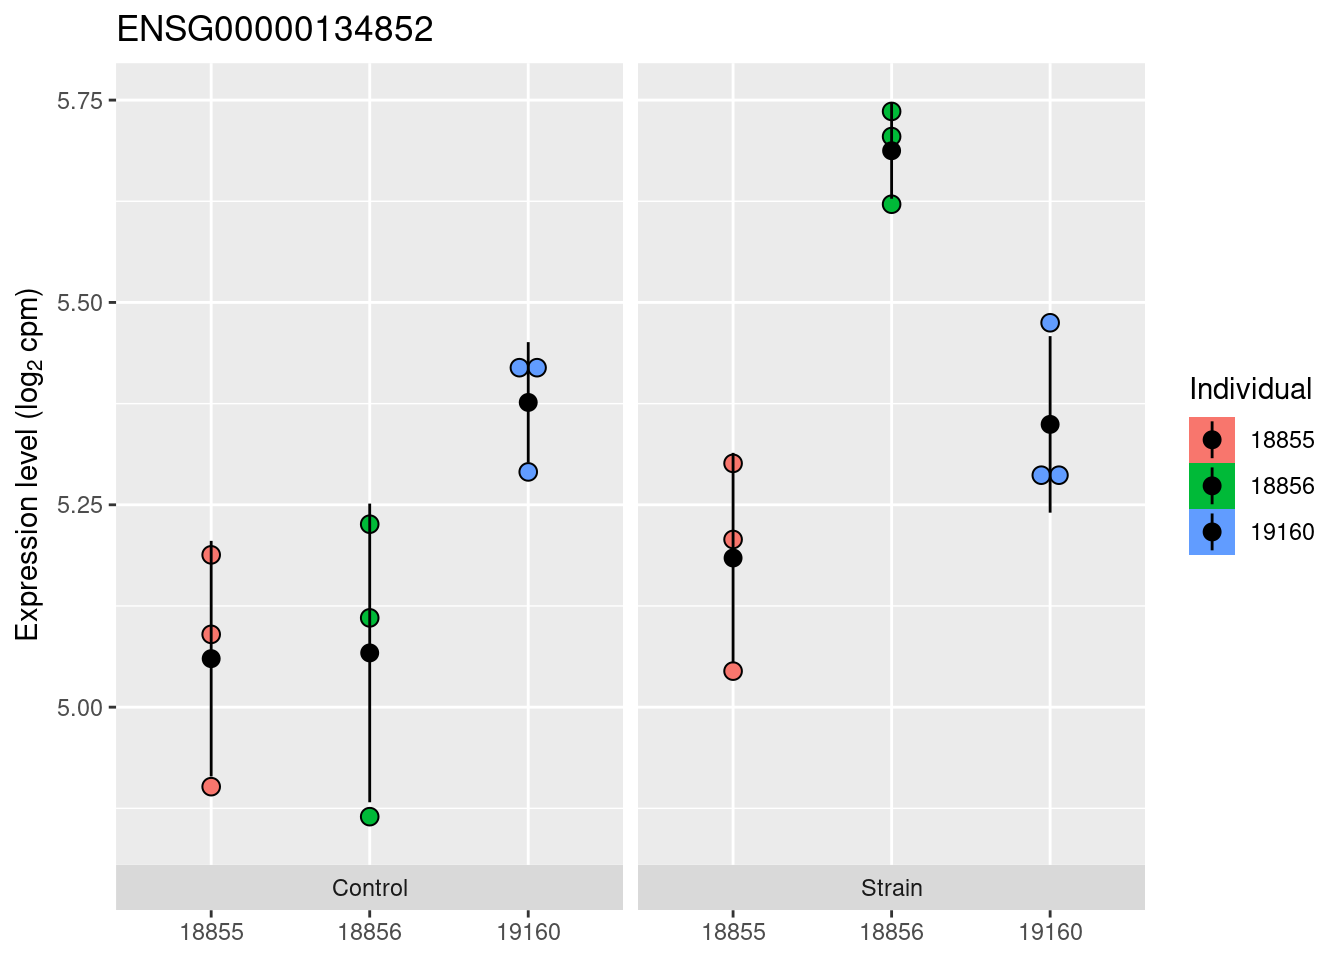 ENSG00000134852
Expression level (log₂ cpm)
5.75
5.50
5.25
5.00
Control
Strain
18855
18856
19160
18855
18856
19160
Individual
18855
18856
19160